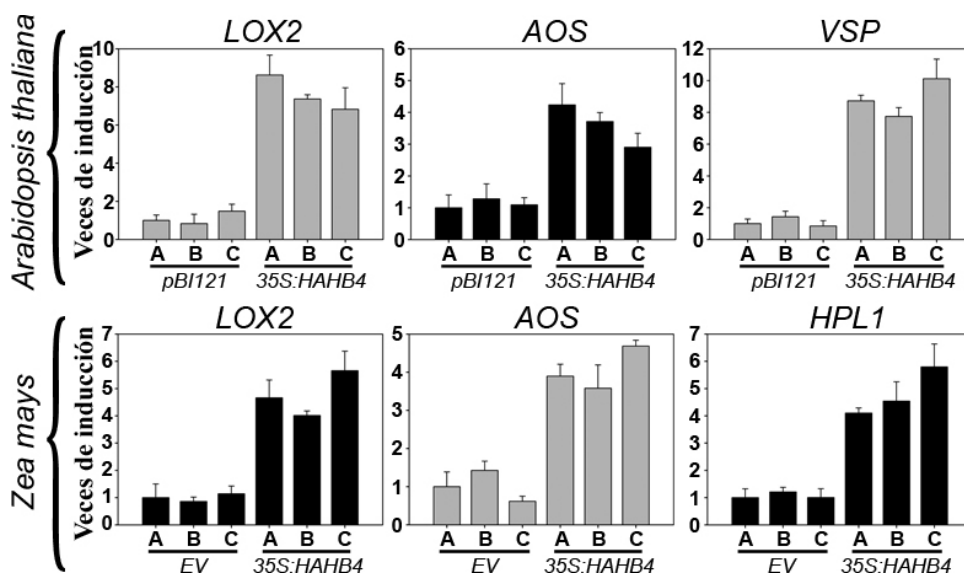 Arabidopsis thaliana
LOX2 AOS VSP
Veces de inducción
10 8 6 4 2 0
6 5 4 3 2 1 0
12 10 8 6 4 2 0
A B C A B C A B C A B C A B C A B C
pBI121 35S:HAHB4 pBI121 35S:HAHB4 pBI121 35S:HAHB4
Zea mays
LOX2 AOS HPL1
Veces de inducción
7 6 5 4 3 2 1 0
5 4 3 2 1 0
7 6 5 4 3 2 1 0
A B C A B C A B C A B C A B C A B C
EV 35S:HAHB4 EV 35S:HAHB4 EV 35S:HAHB4